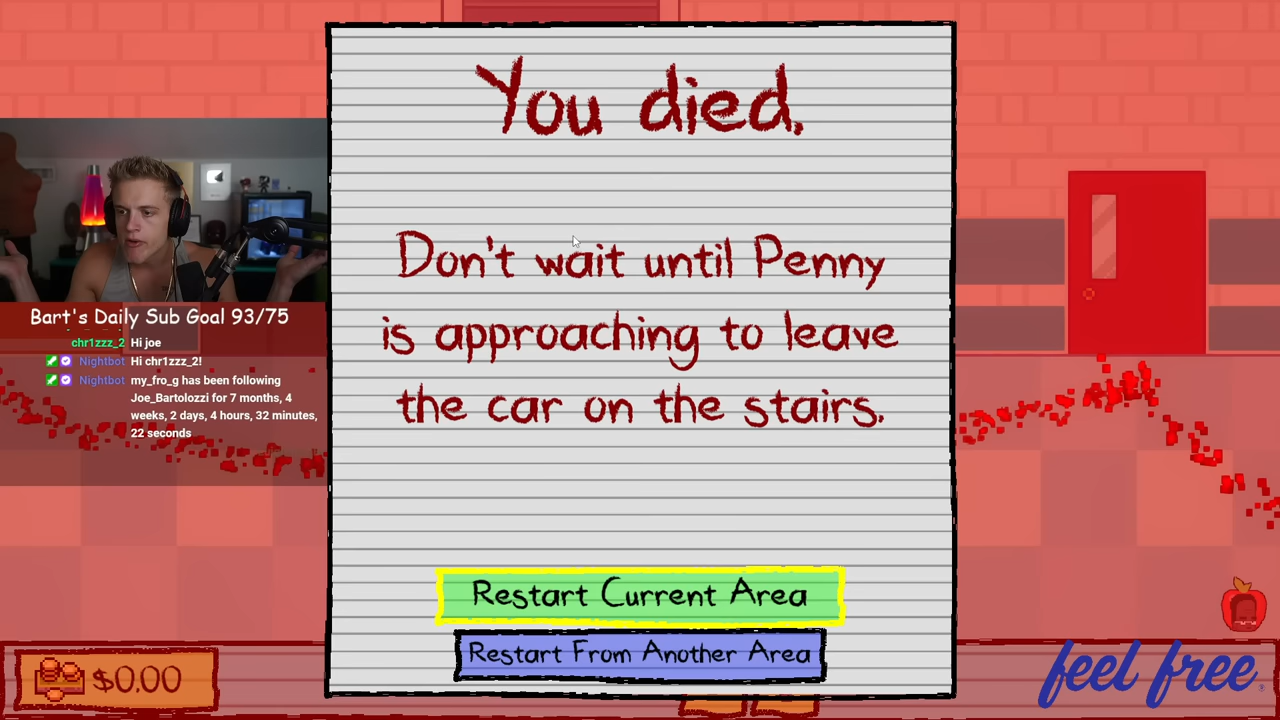 You died.
Don't wait until Penny
is approaching to leave
the car on the stairs.
Restart Current Area
Restart From Another Area
Bart's Daily Sub Goal 93/75
chr1zzz_2 Hi joe
Nightbot Hi chr1zzz_2!
Nightbot my_fro_g has been following
Joe_Bartolozzi for 7 months, 4
weeks, 2 days, 4 hours, 32 minutes,
22 seconds
$0.00
feel free